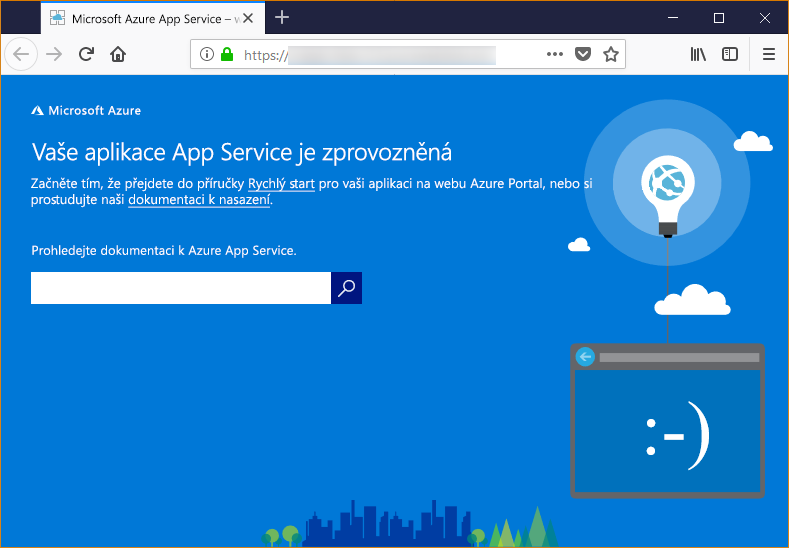 Microsoft Azure App Service – w
https://
Microsoft Azure
Vaše aplikace App Service je zprovozněná
Začněte tím, že přejdete do příručky Rychlý start pro vaši aplikaci na webu Azure Portal, nebo si
prostudujte naši dokumentaci k nasazení.
Prohledejte dokumentaci k Azure App Service.
:-)